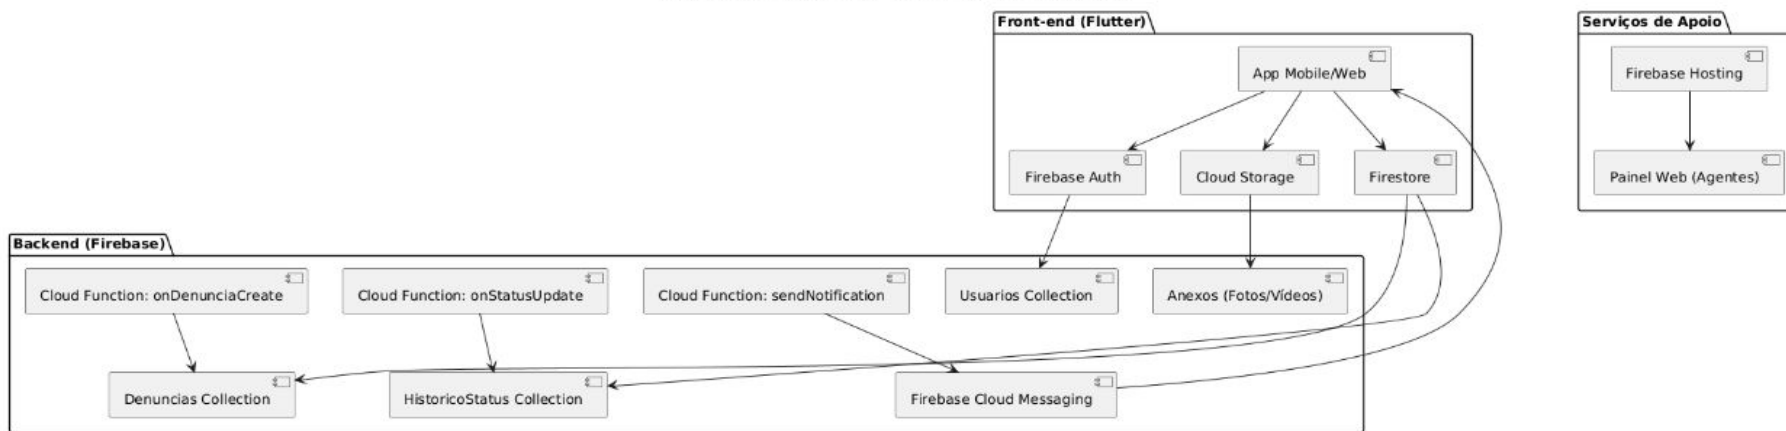 Front-end (Flutter)
Serviços de Apoio
App Mobile/Web
Firebase Hosting
Firebase Auth
Cloud Storage
Firestore
Painel Web (Agentes)
Backend (Firebase)
Cloud Function: onDenunciaCreate
Cloud Function: onStatusUpdate
Cloud Function: sendNotification
Usuarios Collection
Anexos (Fotos/Vídeos)
Denuncias Collection
HistoricoStatus Collection
Firebase Cloud Messaging